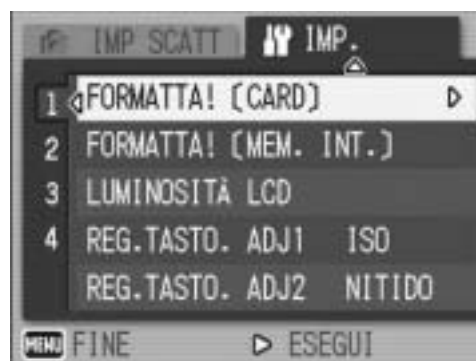 IMP SCATT IMP.
1 FORMATTA! [CARD]
2 FORMATTA! [MEM. INT.]
3 LUMINOSITÀ LCD
4 REG.TASTO. ADJ1 ISO
REG.TASTO. ADJ2 NITIDO
MENU FINE ESEGUI